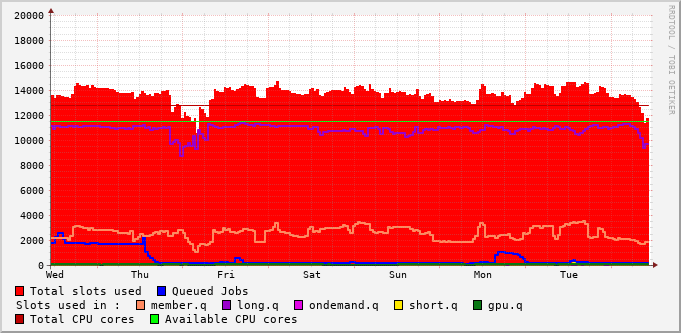 20000
18000
16000
14000
12000
10000
8000
6000
4000
2000
0
Wed Thu Fri Sat Sun Mon Tue
RRDTOOL / TOBI OETIKER
Total slots used Queued Jobs
Slots used in : member.q long.q ondemand.q short.q gpu.q
Total CPU cores Available CPU cores